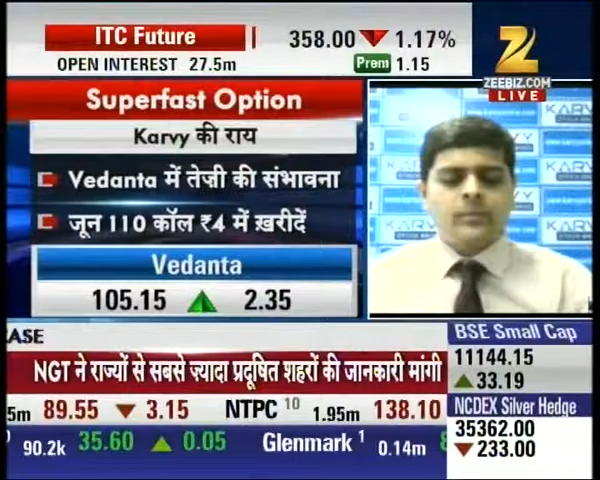 ITC Future
OPEN INTEREST 27.5m
358.00 1.17%
Prem 1.15
ZEEBIZ.COM
LIVE
Superfast Option
Karvy की राय
Vedanta में तेज़ी की संभावना
जून 110 कॉल ₹4 में ख़रीदें
Vedanta
105.15 2.35
KARVY
ASE
NGT ने राज्यों से सबसे ज्यादा प्रदूषित शहरों की जानकारी मांगी
5m 89.55 3.15 NTPC 10 1.95m 138.10
90.2k 35.60 0.05 Glenmark 1 0.14m
BSE Small Cap
11144.15
33.19
NCDEX Silver Hedge
35362.00
233.00